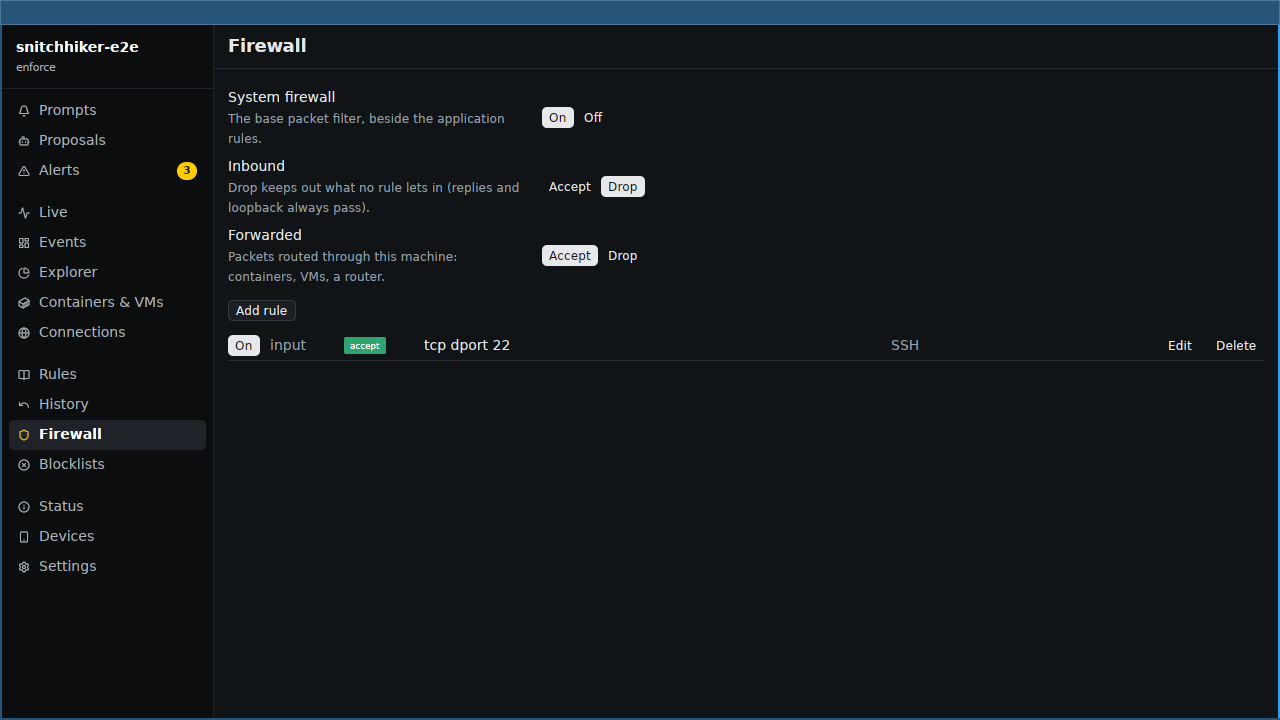 snitchhiker-e2e
enforce
Prompts
Proposals
Alerts 3
Live
Events
Explorer
Containers & VMs
Connections
Rules
History
Firewall
Blocklists
Status
Devices
Settings
Firewall
System firewall
The base packet filter, beside the application
rules.
On Off
Inbound
Drop keeps out what no rule lets in (replies and
loopback always pass).
Accept Drop
Forwarded
Packets routed through this machine:
containers, VMs, a router.
Accept Drop
Add rule
On input accept tcp dport 22 SSH Edit Delete